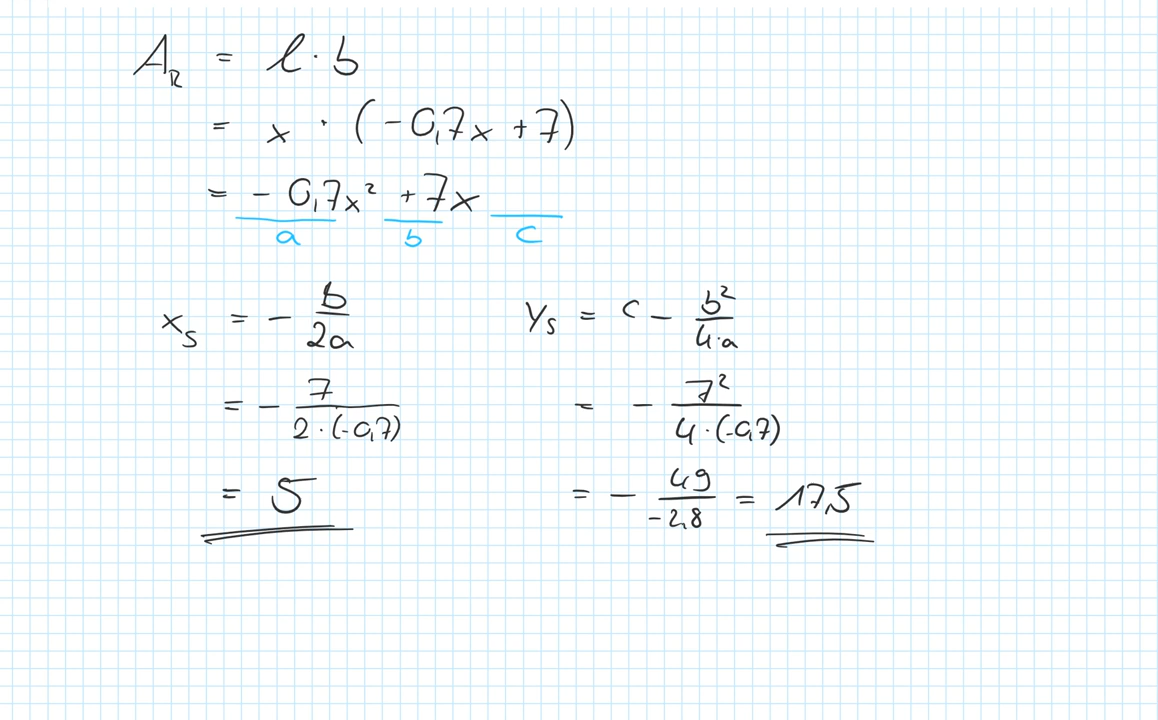 A_R = l · b
= x · (-0,7x + 7)
= - 0,7x² + 7x
a b c
x_S = - b/2a
y_S = c - b²/4·a
= - 7/2·(-0,7)
= - 7²/4·(-0,7)
= 5
= - 49/-2,8 = 17,5